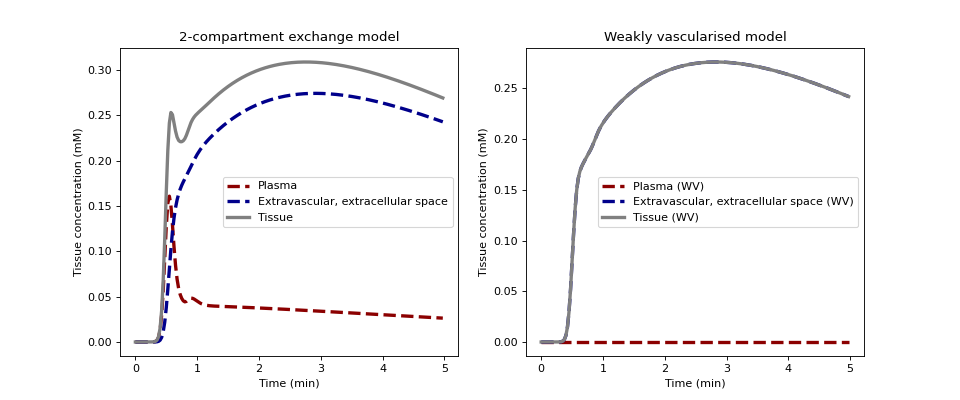 2-compartment exchange model
Tissue concentration (mM)
0.30
0.25
0.20
0.15
0.10
0.05
0.00
Plasma
Extravascular, extracellular space
Tissue
0 1 2 3 4 5
Time (min)
Weakly vascularised model
Tissue concentration (mM)
0.25
0.20
0.15
0.10
0.05
0.00
Plasma (WV)
Extravascular, extracellular space (WV)
Tissue (WV)
0 1 2 3 4 5
Time (min)